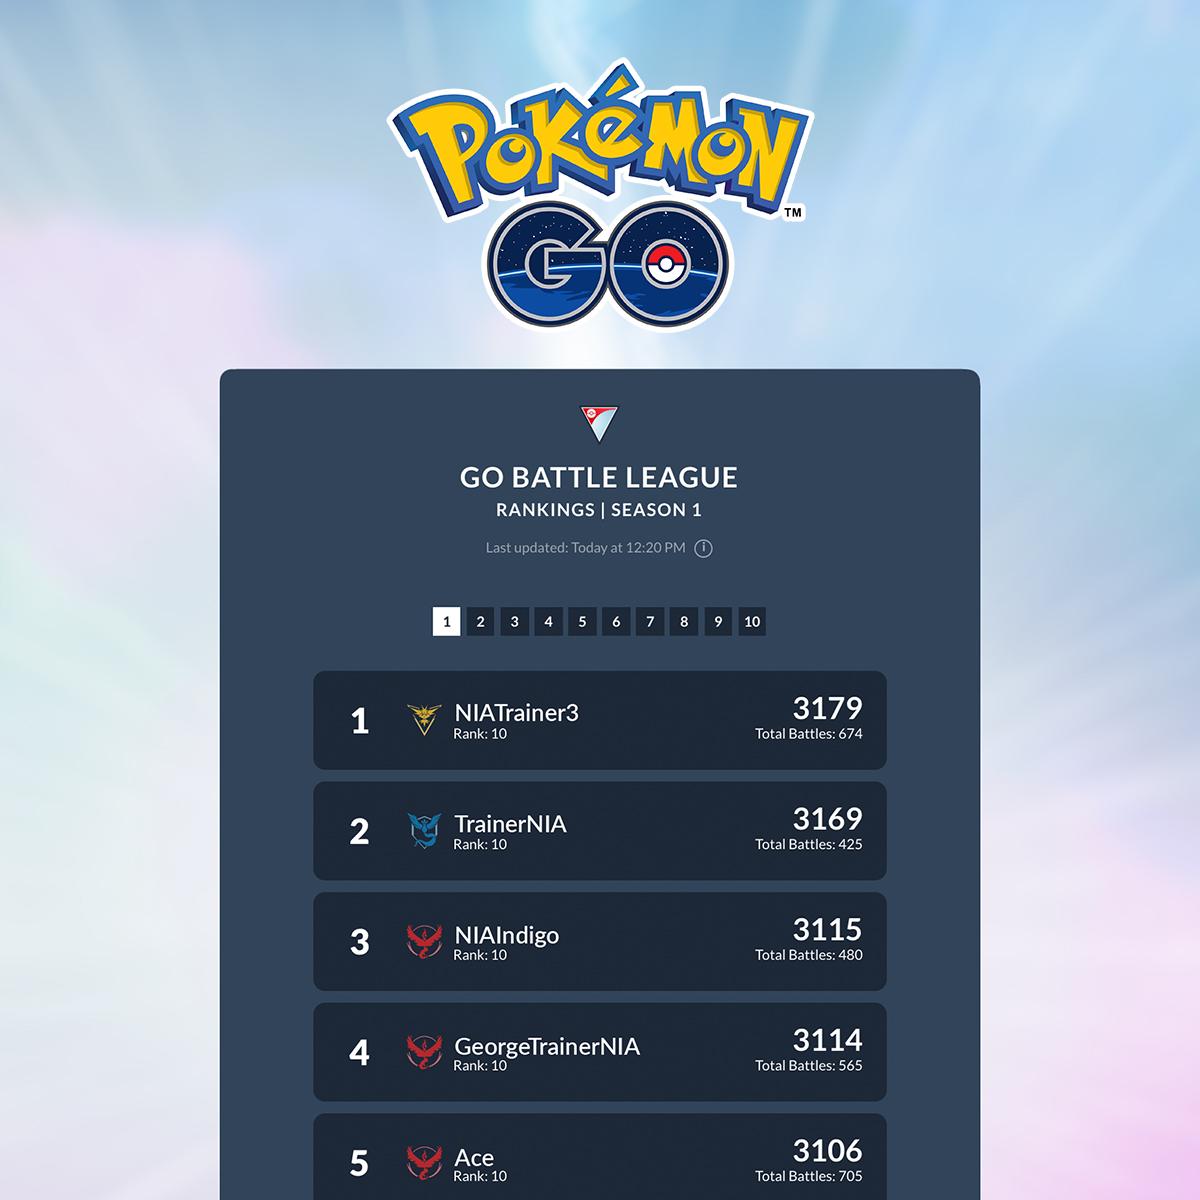 POKéMON
TM
GO
GO BATTLE LEAGUE
RANKINGS | SEASON 1
Last updated: Today at 12:20 PM i
1 2 3 4 5 6 7 8 9 10
1 NIATrainer3 3179
Rank: 10 Total Battles: 674
2 TrainerNIA 3169
Rank: 10 Total Battles: 425
3 NIAIndigo 3115
Rank: 10 Total Battles: 480
4 GeorgeTrainerNIA 3114
Rank: 10 Total Battles: 565
5 Ace 3106
Rank: 10 Total Battles: 705